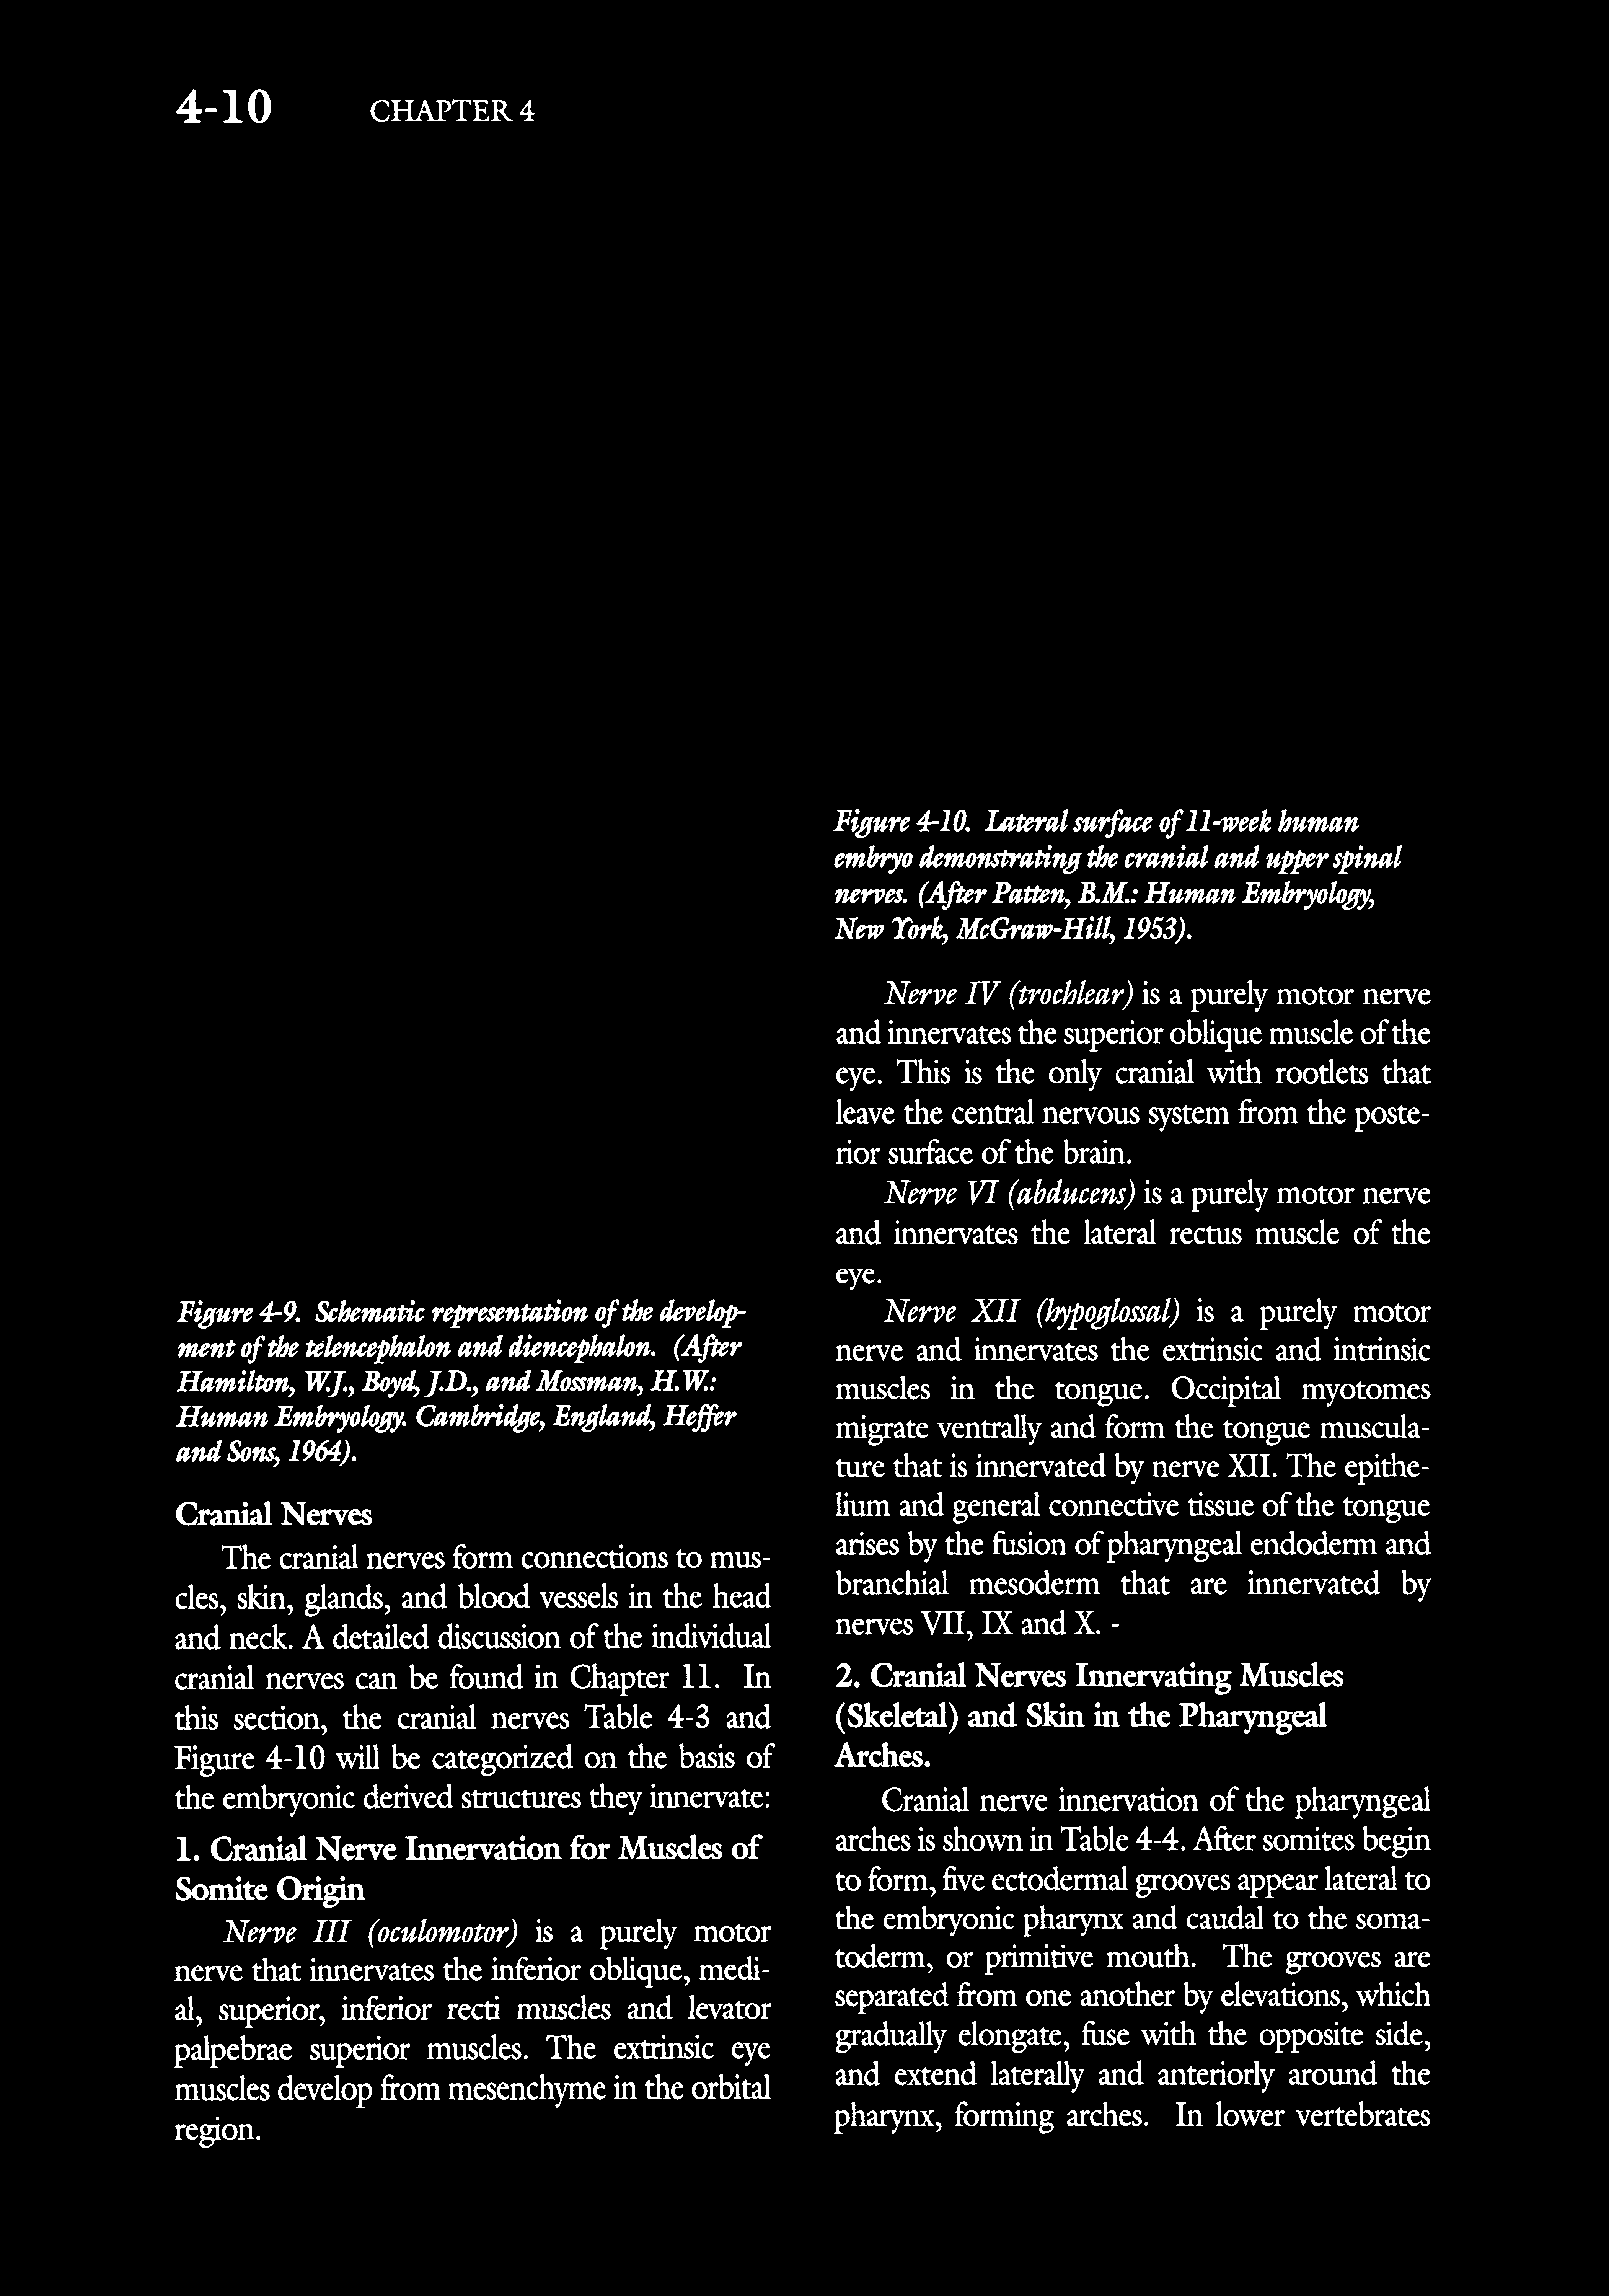 4-10 CHAPTER 4
Figure 4-9. Schematic representation of the develop-
ment of the telencephalon and diencephalon. (After
Hamilton, W.J., Boyd, J.D., and Mossman, H.W.:
Human Embryology. Cambridge, England, Heffer
and Sons, 1964).
Cranial Nerves
The cranial nerves form connections to mus-
cles, skin, glands, and blood vessels in the head
and neck. A detailed discussion of the individual
cranial nerves can be found in Chapter 11. In
this section, the cranial nerves Table 4-3 and
Figure 4-10 will be categorized on the basis of
the embryonic derived structures they innervate:
1. Cranial Nerve Innervation for Muscles of
Somite Origin
Nerve III (oculomotor) is a purely motor
nerve that innervates the inferior oblique, medi-
al, superior, inferior recti muscles and levator
palpebrae superior muscles. The extrinsic eye
muscles develop from mesenchyme in the orbital
region.
Figure 4-10. Lateral surface of 11-week human
embryo demonstrating the cranial and upper spinal
nerves. (After Patten, B.M.: Human Embryology,
New York, McGraw-Hill, 1953).
Nerve IV (trochlear) is a purely motor nerve
and innervates the superior oblique muscle of the
eye. This is the only cranial with rootlets that
leave the central nervous system from the poste-
rior surface of the brain.
Nerve VI (abducens) is a purely motor nerve
and innervates the lateral rectus muscle of the
eye.
Nerve XII (hypoglossal) is a purely motor
nerve and innervates the extrinsic and intrinsic
muscles in the tongue. Occipital myotomes
migrate ventrally and form the tongue muscula-
ture that is innervated by nerve XII. The epithe-
lium and general connective tissue of the tongue
arises by the fusion of pharyngeal endoderm and
branchial mesoderm that are innervated by
nerves VII, IX and X. -
2. Cranial Nerves Innervating Muscles
(Skeletal) and Skin in the Pharyngeal
Arches.
Cranial nerve innervation of the pharyngeal
arches is shown in Table 4-4. After somites begin
to form, five ectodermal grooves appear lateral to
the embryonic pharynx and caudal to the soma-
toderm, or primitive mouth. The grooves are
separated from one another by elevations, which
gradually elongate, fuse with the opposite side,
and extend laterally and anteriorly around the
pharynx, forming arches. In lower vertebrates